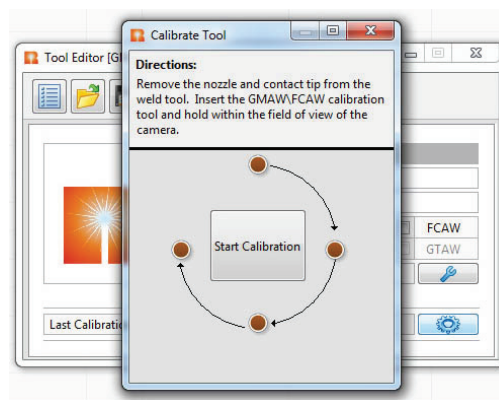 Calibrate Tool
Tool Editor [G
Directions:
Remove the nozzle and contact tip from the
weld tool. Insert the GMAW\FCAW calibration
tool and hold within the field of view of the
camera.
FCAW
GTAW
Start Calibration
Last Calibratio